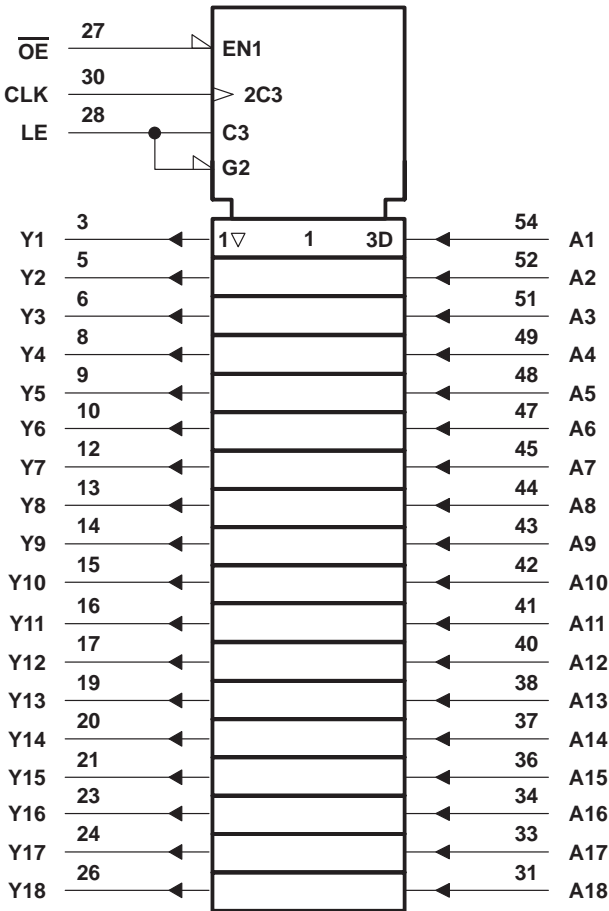 OE 27 EN1
CLK 30 2C3
LE 28 C3
G2
Y1 3 1▽ 1 3D 54 A1
Y2 5 52 A2
Y3 6 51 A3
Y4 8 49 A4
Y5 9 48 A5
Y6 10 47 A6
Y7 12 45 A7
Y8 13 44 A8
Y9 14 43 A9
Y10 15 42 A10
Y11 16 41 A11
Y12 17 40 A12
Y13 19 38 A13
Y14 20 37 A14
Y15 21 36 A15
Y16 23 34 A16
Y17 24 33 A17
Y18 26 31 A18